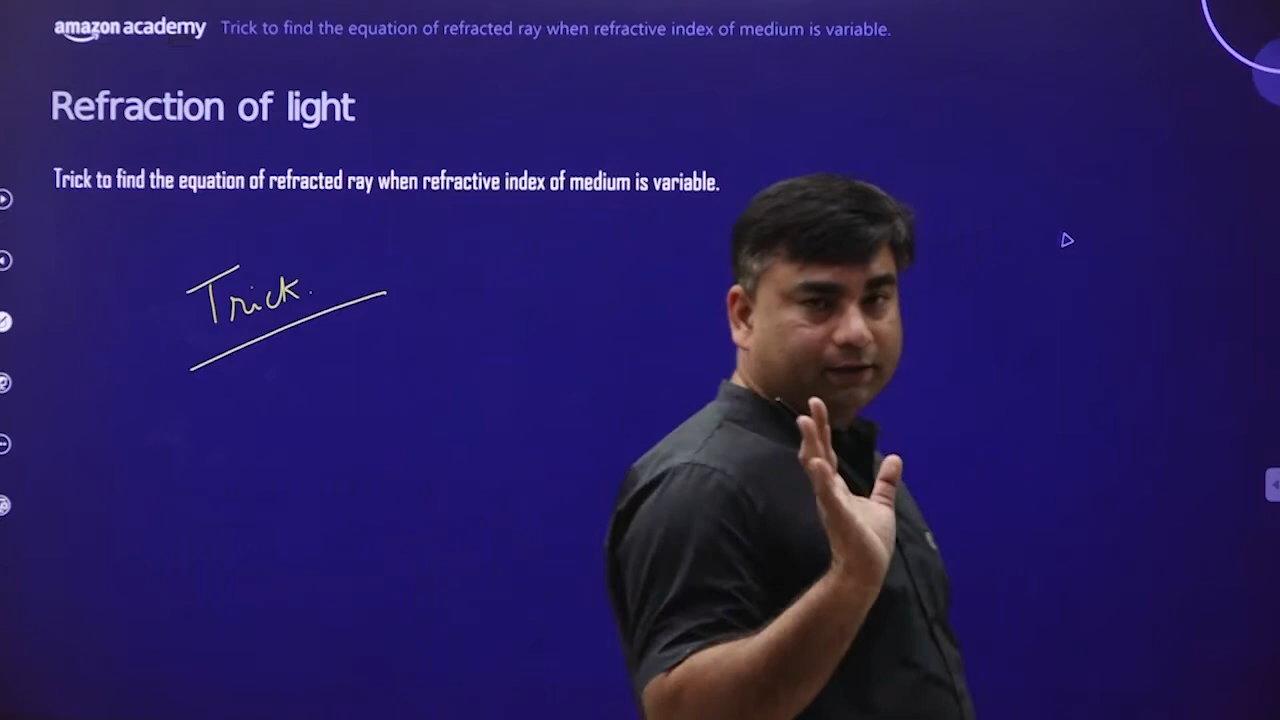 amazon academy Trick to find the equation of refracted ray when refractive index of medium is variable.
Refraction of light
Trick to find the equation of refracted ray when refractive index of medium is variable.
Trick.